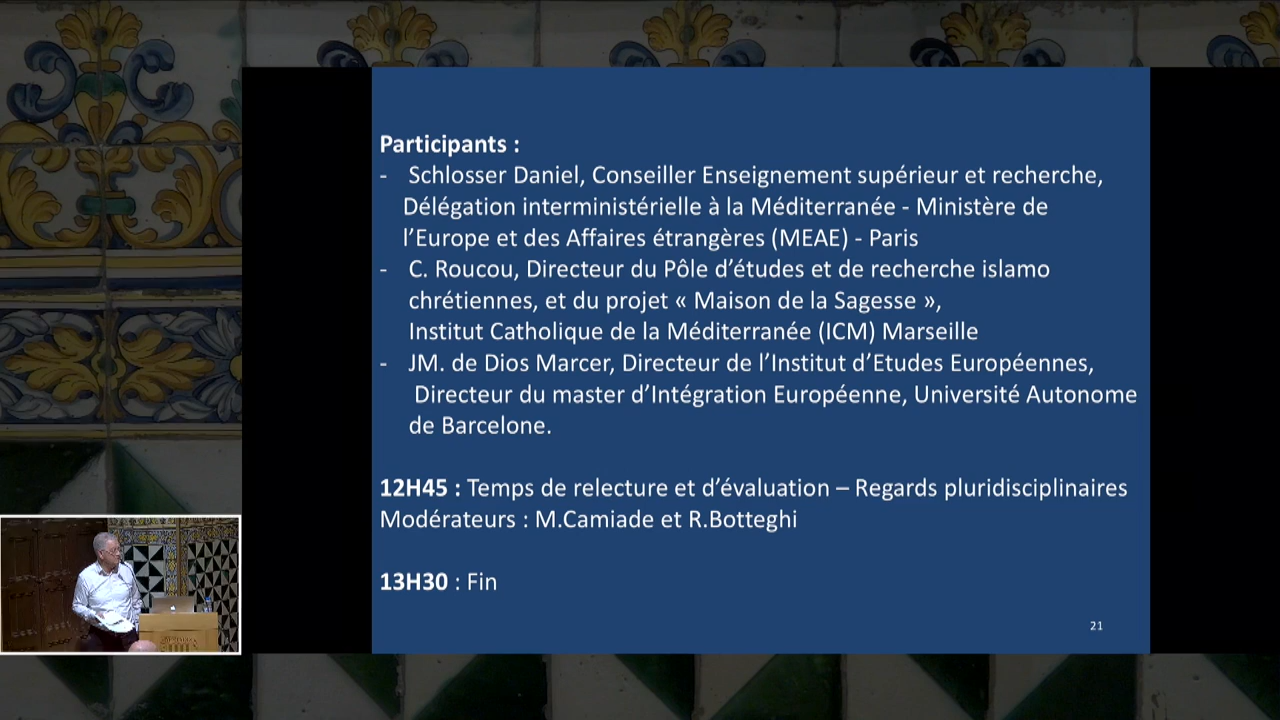 Participants :
- Schlosser Daniel, Conseiller Enseignement supérieur et recherche,
Délégation interministérielle à la Méditerranée - Ministère de
l’Europe et des Affaires étrangères (MEAE) - Paris
- C. Roucou, Directeur du Pôle d’études et de recherche islamo
chrétiennes, et du projet « Maison de la Sagesse »,
Institut Catholique de la Méditerranée (ICM) Marseille
- JM. de Dios Marcer, Directeur de l’Institut d’Etudes Européennes,
Directeur du master d’Intégration Européenne, Université Autonome
de Barcelone.
12H45 : Temps de relecture et d’évaluation – Regards pluridisciplinaires
Modérateurs : M.Camiade et R.Botteghi
13H30 : Fin
21